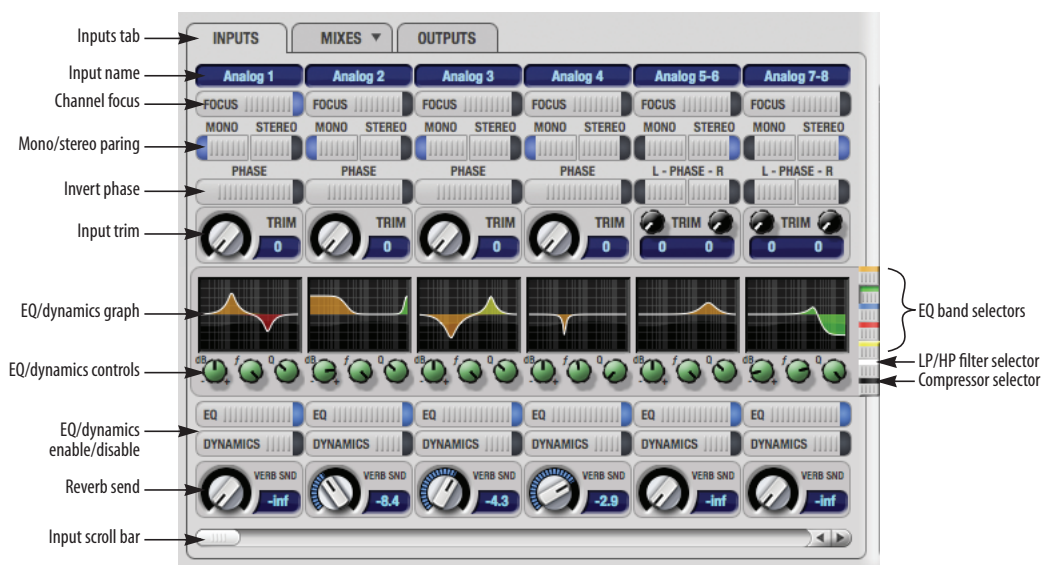 Inputs tab
INPUTS MIXES OUTPUTS
Input name
Analog 1 Analog 2 Analog 3 Analog 4 Analog 5-6 Analog 7-8
Channel focus
FOCUS FOCUS FOCUS FOCUS FOCUS FOCUS
Mono/stereo paring
MONO STEREO MONO STEREO MONO STEREO MONO STEREO MONO STEREO MONO STEREO
Invert phase
PHASE PHASE PHASE PHASE L - PHASE - R L - PHASE - R
Input trim
TRIM TRIM TRIM TRIM TRIM TRIM
0 0 0 0 0 0 0 0
EQ/dynamics graph
EQ band selectors
LP/HP filter selector
Compressor selector
EQ/dynamics controls
dB f Q dB f Q dB f Q dB f Q dB f Q dB f Q
- + - + - + - + - + - +
EQ/dynamics
enable/disable
EQ EQ EQ EQ EQ EQ
DYNAMICS DYNAMICS DYNAMICS DYNAMICS DYNAMICS DYNAMICS
Reverb send
VERB SND VERB SND VERB SND VERB SND VERB SND VERB SND
-inf -8.4 -4.3 -2.9 -inf -inf
Input scroll bar